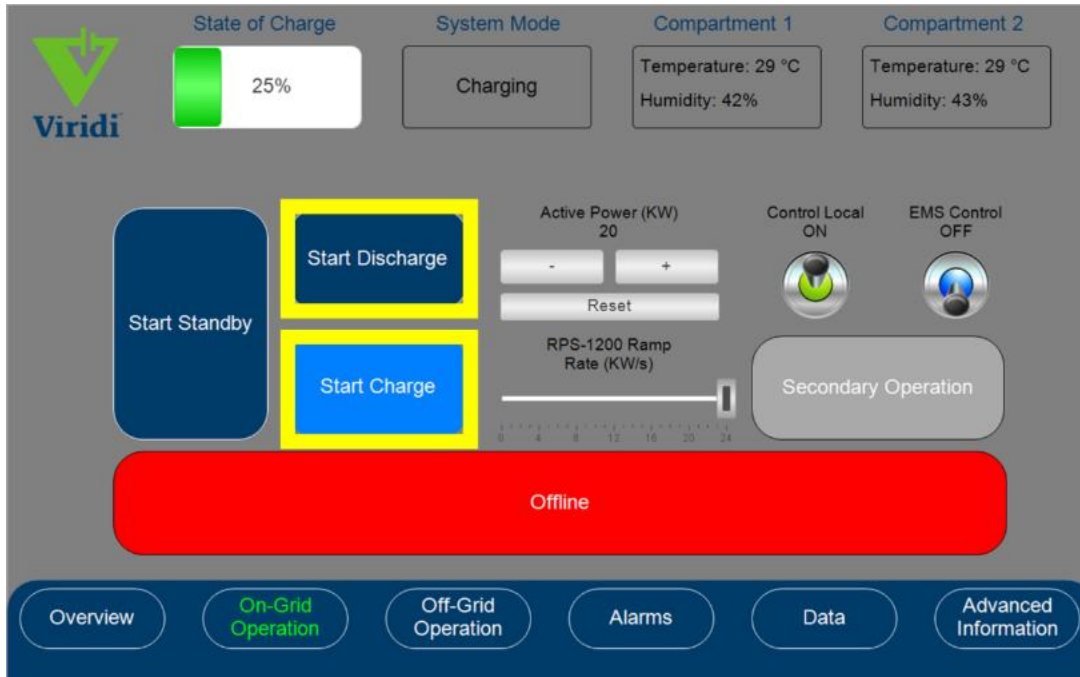 State of Charge
System Mode
Compartment 1
Compartment 2
Viridi
25%
Charging
Temperature: 29 °C
Humidity: 42%
Temperature: 29 °C
Humidity: 43%
Start Standby
Start Discharge
Start Charge
Active Power (KW)
20
-
+
Reset
RPS-1200 Ramp
Rate (KW/s)
0 4 8 12 16 20 24
Control Local
ON
EMS Control
OFF
Secondary Operation
Offline
Overview
On-Grid
Operation
Off-Grid
Operation
Alarms
Data
Advanced
Information